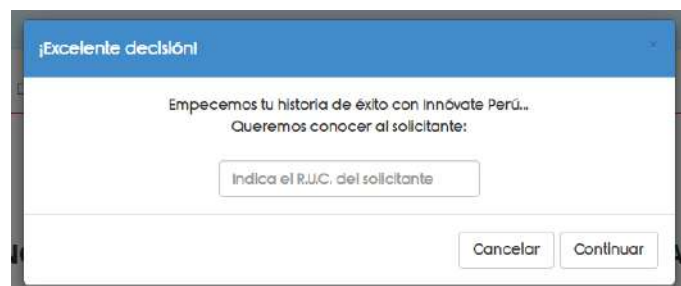 ¡Excelente decisión!
Empecemos tu historia de éxito con Innóvate Perú...
Queremos conocer al solicitante:
Indica el R.U.C. del solicitante
Cancelar
Continuar